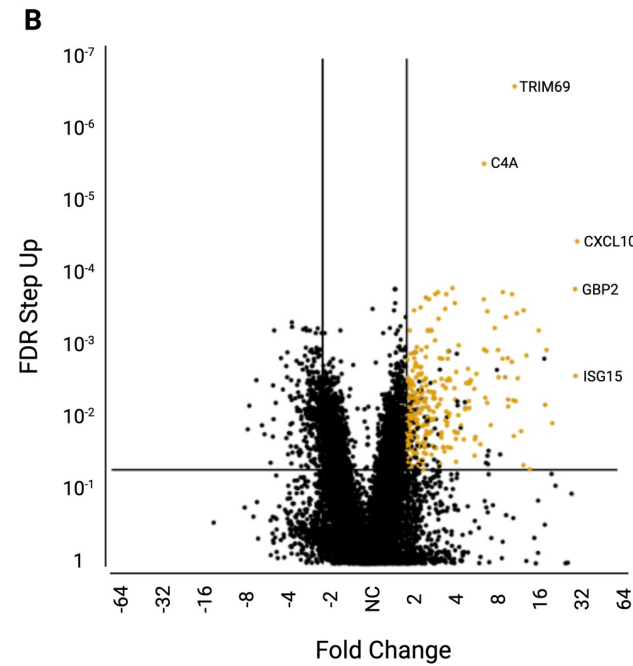 B
10-7
TRIM69
10-6
C4A
10-5
CXCL10
10-4
GBP2
10-3
ISG15
10-2
10-1
1
FDR Step Up
-64 -32 -16 -8 -4 -2 NC 2 4 8 16 32 64
Fold Change